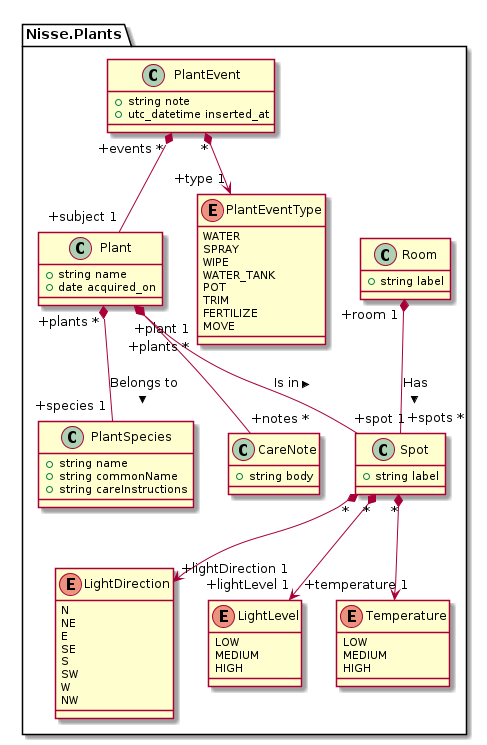 Nisse.Plants
C PlantEvent
string note
utc_datetime inserted_at
+events *
*
+type 1
+subject 1
E PlantEventType
WATER
SPRAY
WIPE
WATER_TANK
POT
TRIM
FERTILIZE
MOVE
C Plant
string name
date acquired_on
C Room
string label
+plants *
+plant 1
+plants *
+room 1
Belongs to
Is in
Has
+species 1
+notes *
+spot 1
+spots *
C PlantSpecies
string name
string commonName
string careInstructions
C CareNote
string body
C Spot
string label
*
*
*
+lightDirection 1
+lightLevel 1
+temperature 1
E LightDirection
N
NE
E
SE
S
SW
W
NW
E LightLevel
LOW
MEDIUM
HIGH
E Temperature
LOW
MEDIUM
HIGH